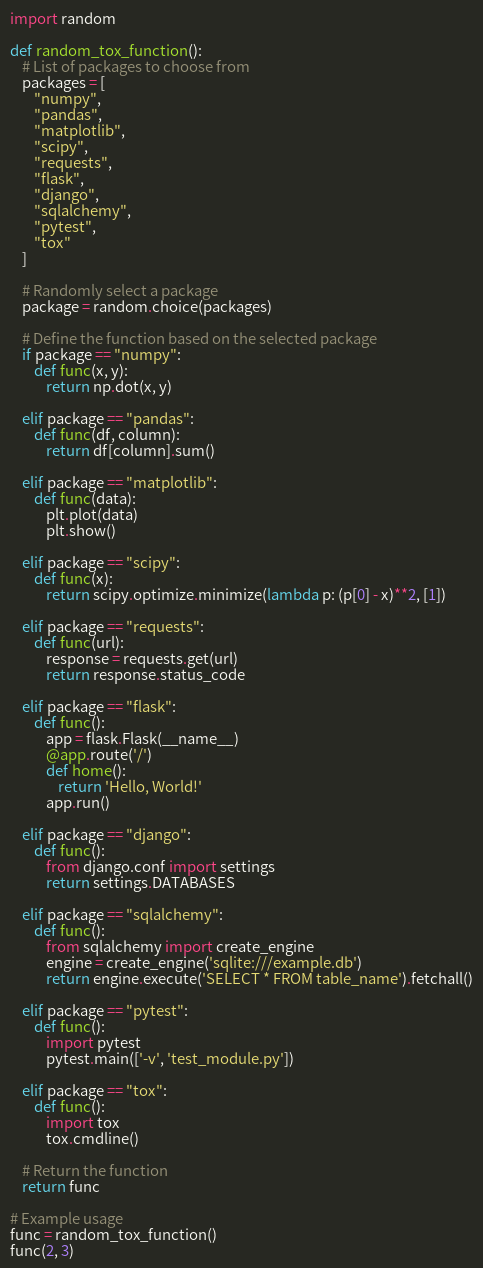 import random

def random_tox_function():
    # List of packages to choose from
    packages = [
        "numpy",
        "pandas",
        "matplotlib",
        "scipy",
        "requests",
        "flask",
        "django",
        "sqlalchemy",
        "pytest",
        "tox"
    ]

    # Randomly select a package
    package = random.choice(packages)

    # Define the function based on the selected package
    if package == "numpy":
        def func(x, y):
            return np.dot(x, y)

    elif package == "pandas":
        def func(df, column):
            return df[column].sum()

    elif package == "matplotlib":
        def func(data):
            plt.plot(data)
            plt.show()

    elif package == "scipy":
        def func(x):
            return scipy.optimize.minimize(lambda p: (p[0] - x)**2, [1])

    elif package == "requests":
        def func(url):
            response = requests.get(url)
            return response.status_code

    elif package == "flask":
        def func():
            app = flask.Flask(__name__)
            @app.route('/')
            def home():
                return 'Hello, World!'
            app.run()

    elif package == "django":
        def func():
            from django.conf import settings
            return settings.DATABASES

    elif package == "sqlalchemy":
        def func():
            from sqlalchemy import create_engine
            engine = create_engine('sqlite:///example.db')
            return engine.execute('SELECT * FROM table_name').fetchall()

    elif package == "pytest":
        def func():
            import pytest
            pytest.main(['-v', 'test_module.py'])

    elif package == "tox":
        def func():
            import tox
            tox.cmdline()

    # Return the function
    return func

# Example usage
func = random_tox_function()
func(2, 3)